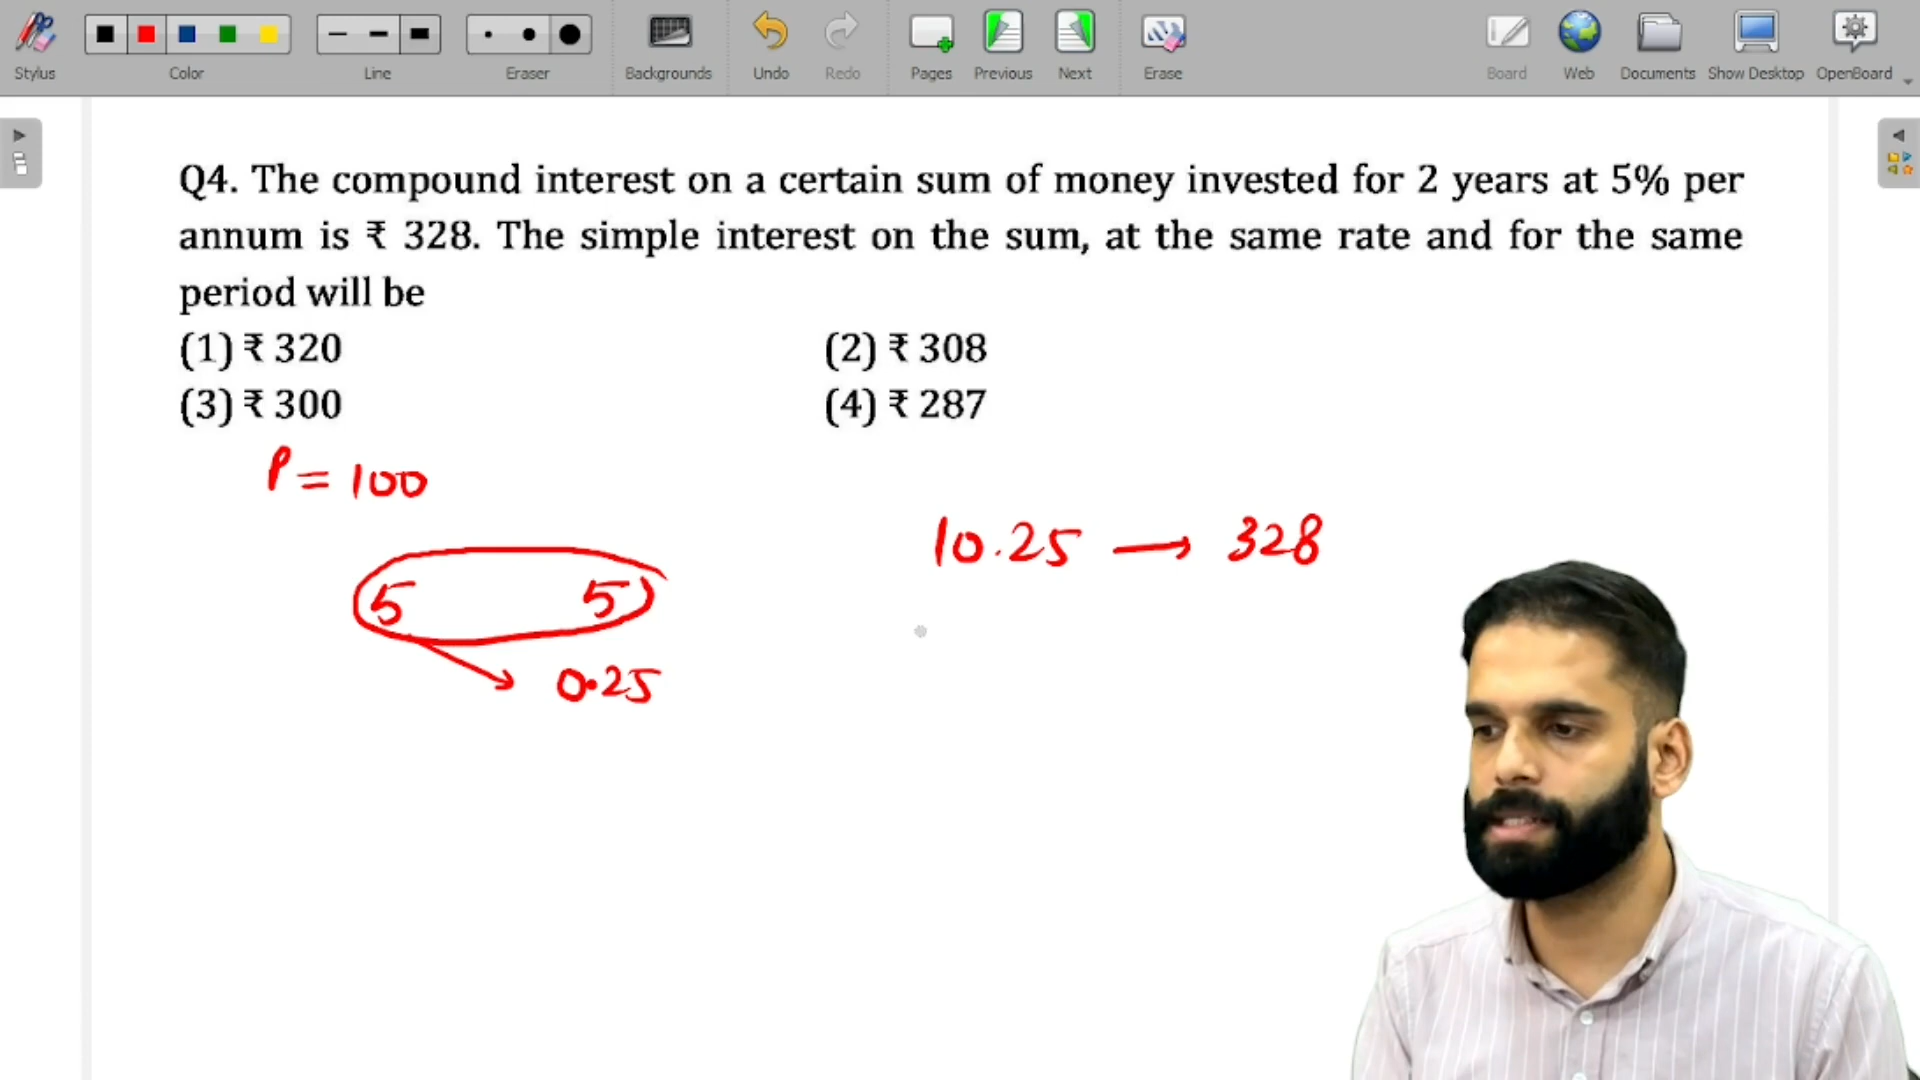 Stylus Color Line Eraser Backgrounds Undo Redo Pages Previous Next Erase Board Web Documents Show Desktop OpenBoard
Q4. The compound interest on a certain sum of money invested for 2 years at 5% per
annum is ₹ 328. The simple interest on the sum, at the same rate and for the same
period will be
(1) ₹ 320 (2) ₹ 308
(3) ₹ 300 (4) ₹ 287
P = 100
10.25 → 328
5 5
0.25